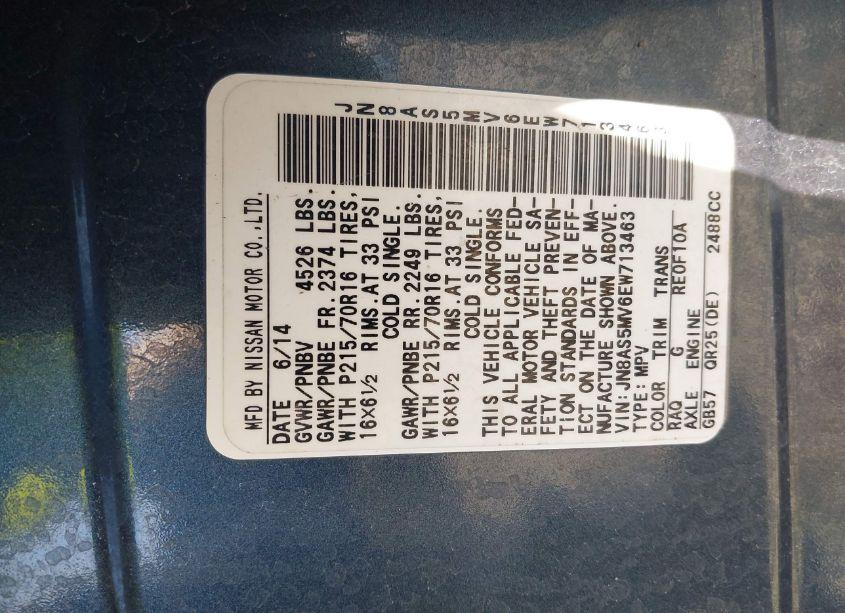 MFD BY NISSAN MOTOR CO.,LTD.
DATE 6/14
GVWR/PNBV 4526 LBS.
GAWR/PNBE FR. 2374 LBS.
WITH P215/70R16 TIRES,
16X6½ RIMS.AT 33 PSI
COLD SINGLE.
GAWR/PNBE RR. 2249 LBS.
WITH P215/70R16 TIRES,
16X6½ RIMS.AT 33 PSI
COLD SINGLE.
THIS VEHICLE CONFORMS
TO ALL APPLICABLE FED-
ERAL MOTOR VEHICLE SA-
FETY AND THEFT PREVEN-
TION STANDARDS IN EFF-
ECT ON THE DATE OF MA-
NUFACTURE SHOWN ABOVE.
VIN:JN8AS5MV6EW713463
TYPE:MPV
COLOR TRIM TRANS
RAQ G RE0F10A
AXLE ENGINE
GB57 QR25(DE) 2488CC
JN8AS5MV6EW713463